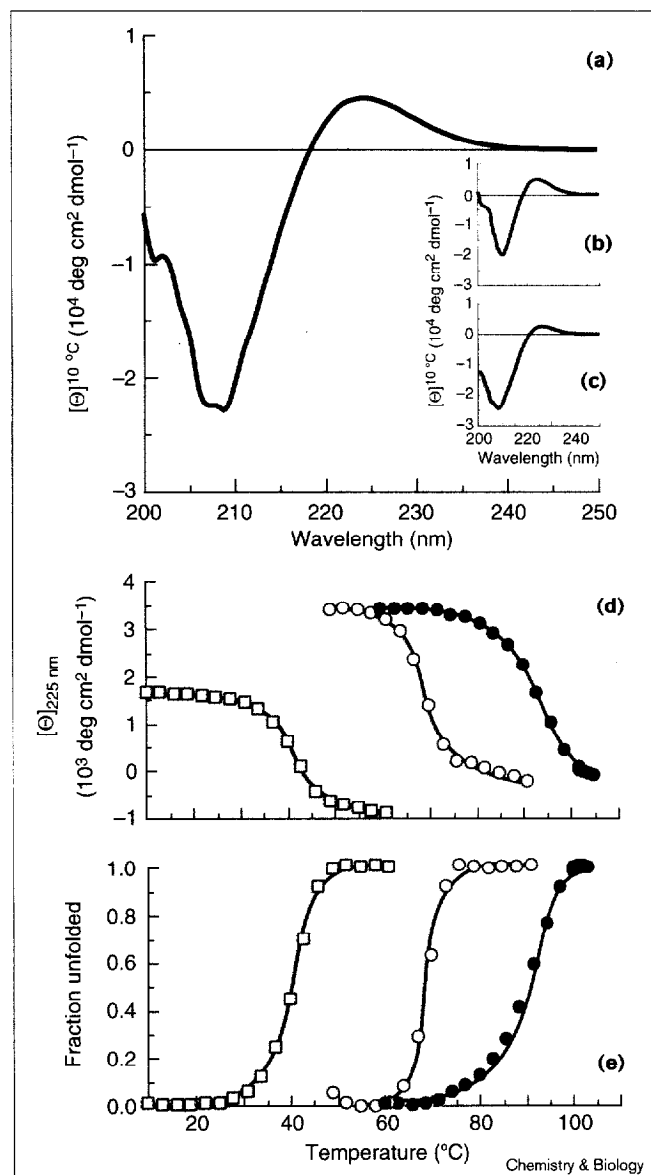 (a)
1
0
−1
−2
−3
[Θ]¹⁰ °ᶜ (10⁴ deg cm² dmol⁻¹)
200 210 220 230 240 250
Wavelength (nm)
1
0
−1
−2
−3
(b)
1
0
−1
−2
−3
(c)
[Θ]¹⁰ °ᶜ (10⁴ deg cm² dmol⁻¹)
200 220 240
Wavelength (nm)
(d)
4
3
2
1
0
−1
[Θ]₂₂₅ nm
(10³ deg cm² dmol⁻¹)
1.0
0.8
0.6
0.4
0.2
0.0
Fraction unfolded
(e)
20 40 60 80 100
Temperature (°C)
Chemistry & Biology